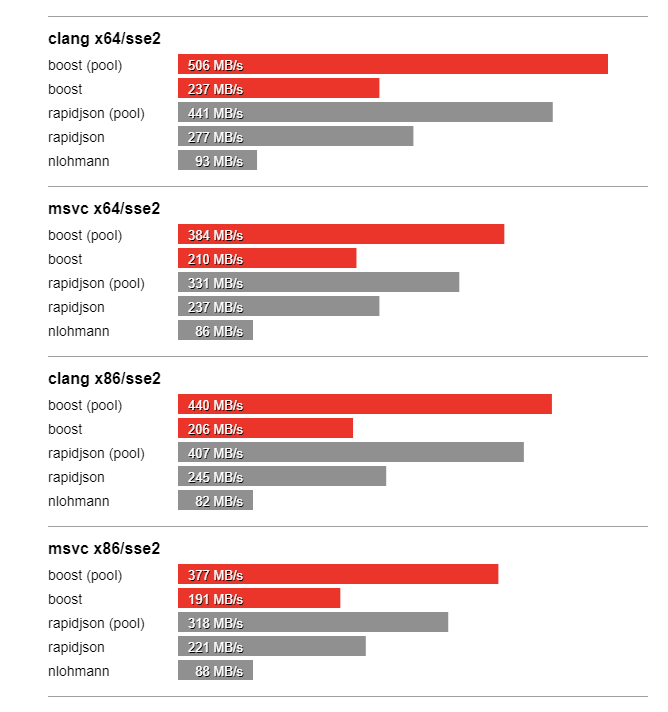 clang x64/sse2
boost (pool) 506 MB/s
boost 237 MB/s
rapidjson (pool) 441 MB/s
rapidjson 277 MB/s
nlohmann 93 MB/s
msvc x64/sse2
boost (pool) 384 MB/s
boost 210 MB/s
rapidjson (pool) 331 MB/s
rapidjson 237 MB/s
nlohmann 86 MB/s
clang x86/sse2
boost (pool) 440 MB/s
boost 206 MB/s
rapidjson (pool) 407 MB/s
rapidjson 245 MB/s
nlohmann 82 MB/s
msvc x86/sse2
boost (pool) 377 MB/s
boost 191 MB/s
rapidjson (pool) 318 MB/s
rapidjson 221 MB/s
nlohmann 88 MB/s